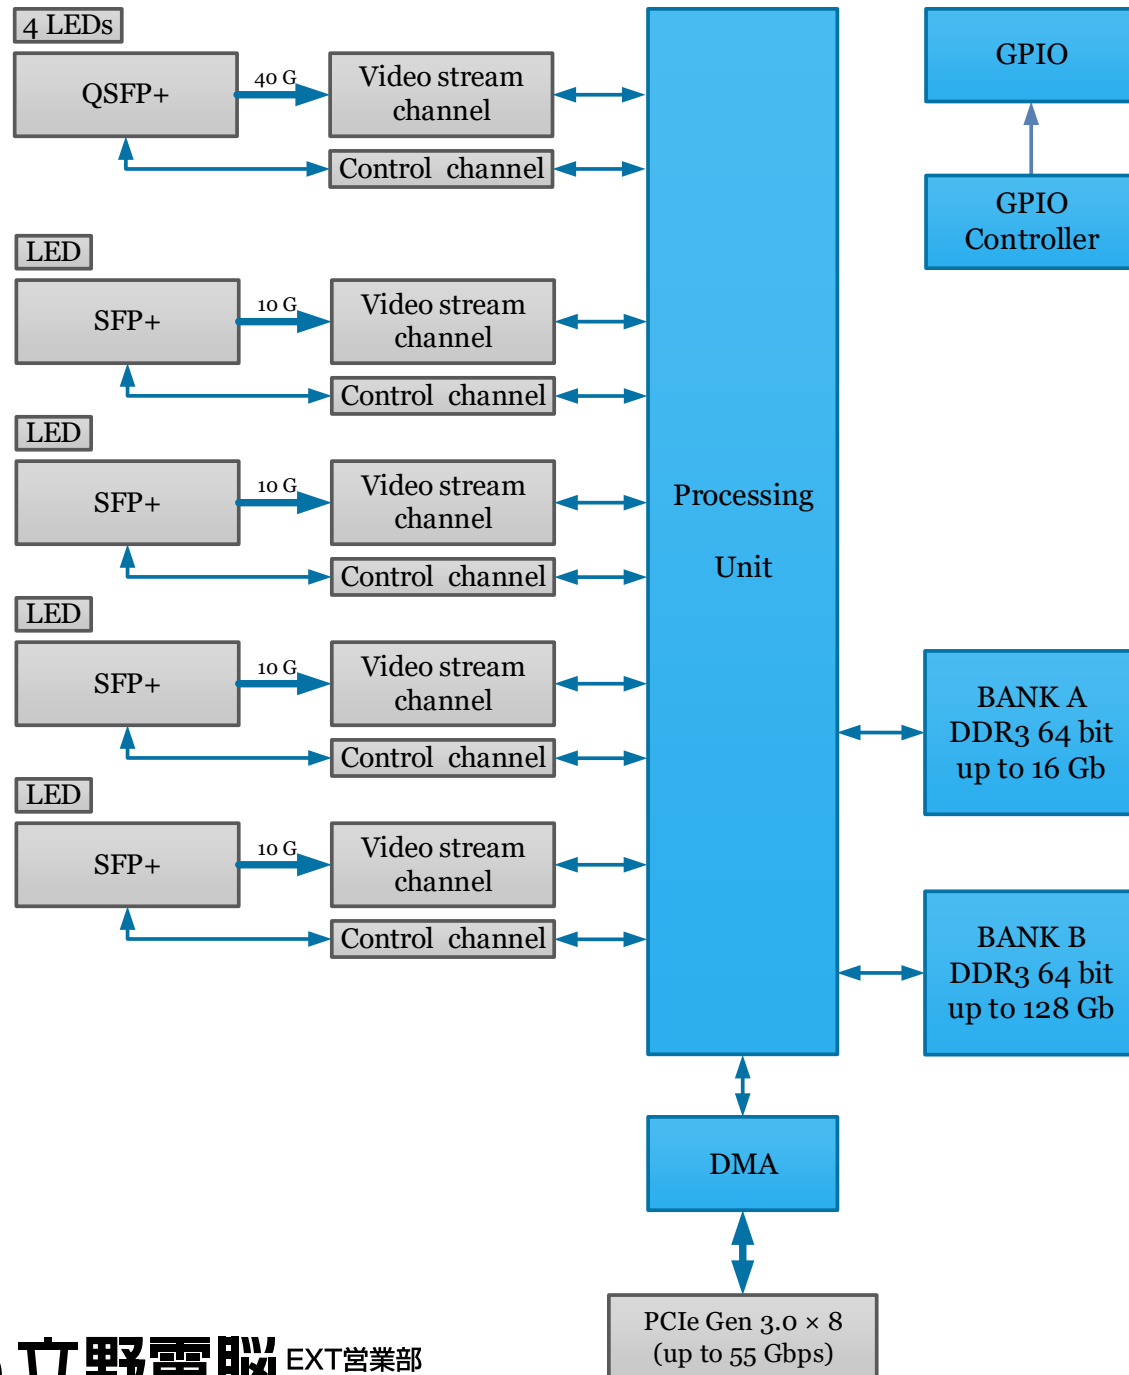 4 LEDs
QSFP+
40 G
Video stream
channel
Control channel
LED
SFP+
10 G
Video stream
channel
Control channel
LED
SFP+
10 G
Video stream
channel
Control channel
LED
SFP+
10 G
Video stream
channel
Control channel
LED
SFP+
10 G
Video stream
channel
Control channel
Processing
Unit
GPIO
GPIO
Controller
BANK A
DDR3 64 bit
up to 16 Gb
BANK B
DDR3 64 bit
up to 128 Gb
DMA
PCIe Gen 3.0 × 8
(up to 55 Gbps)
立野電脳 EXT営業部